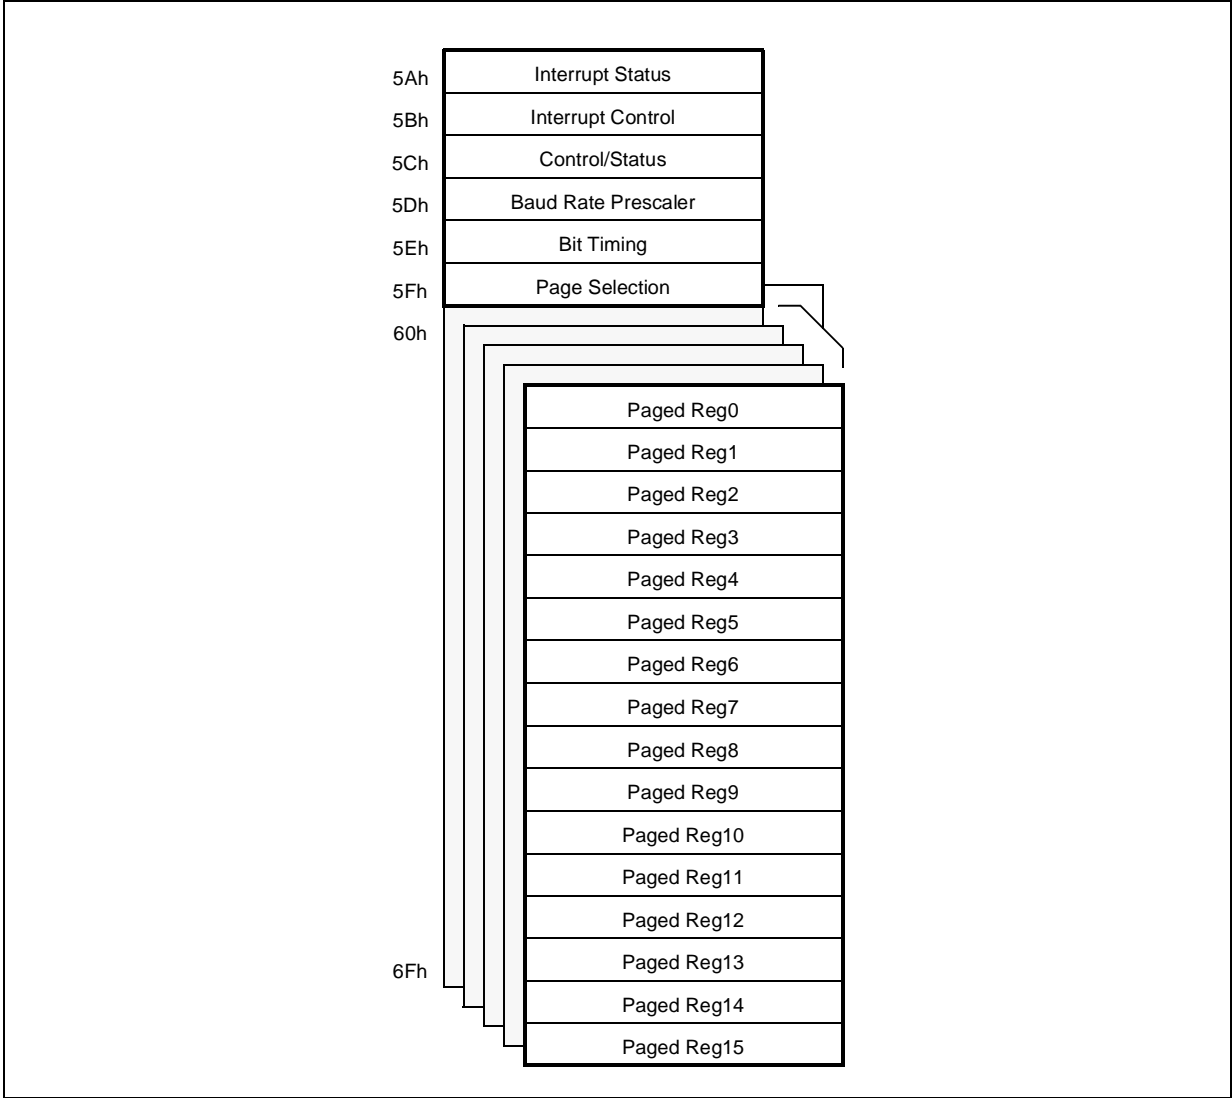 5Ah Interrupt Status
5Bh Interrupt Control
5Ch Control/Status
5Dh Baud Rate Prescaler
5Eh Bit Timing
5Fh Page Selection
60h
Paged Reg0
Paged Reg1
Paged Reg2
Paged Reg3
Paged Reg4
Paged Reg5
Paged Reg6
Paged Reg7
Paged Reg8
Paged Reg9
Paged Reg10
Paged Reg11
Paged Reg12
6Fh Paged Reg13
Paged Reg14
Paged Reg15